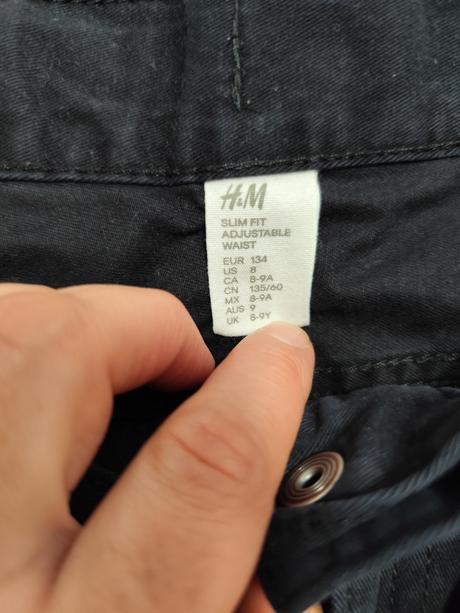 H&M
SLIM FIT
ADJUSTABLE
WAIST
EUR 134
US 8
CA 8-9A
CN 135/60
MX 8-9A
AUS 9
UK 8-9Y